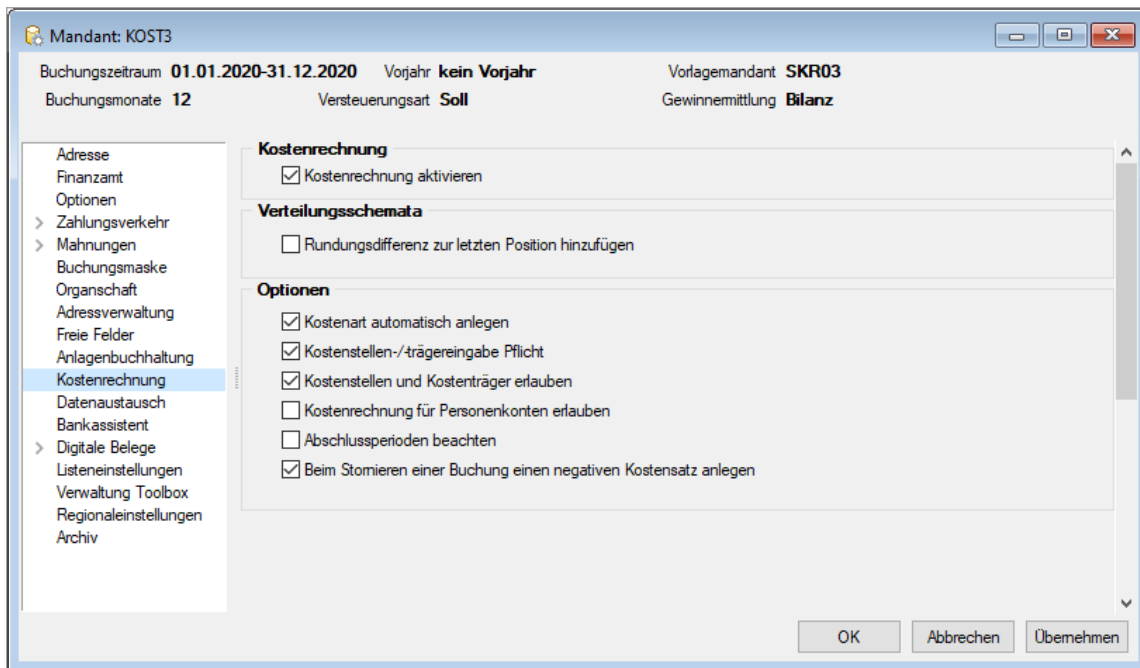 Mandant: KOST3
Buchungszeitraum 01.01.2020-31.12.2020 Vorjahr kein Vorjahr Vorlagemandant SKR03
Buchungsmonate 12 Versteuerungsart Soll Gewinnermittlung Bilanz
Adresse
Finanzamt
Optionen
Zahlungsverkehr
Mahnungen
Buchungsmaske
Organschaft
Adressverwaltung
Freie Felder
Anlagenbuchhaltung
Kostenrechnung
Datenaustausch
Bankassistent
Digitale Belege
Listeneinstellungen
Verwaltung Toolbox
Regionaleinstellungen
Archiv
Kostenrechnung
Kostenrechnung aktivieren
Verteilungsschemata
Rundungsdifferenz zur letzten Position hinzufügen
Optionen
Kostenart automatisch anlegen
Kostenstellen-/-trägereingabe Pflicht
Kostenstellen und Kostenträger erlauben
Kostenrechnung für Personenkonten erlauben
Abschlussperioden beachten
Beim Stornieren einer Buchung einen negativen Kostensatz anlegen
OK Abbrechen Übernehmen